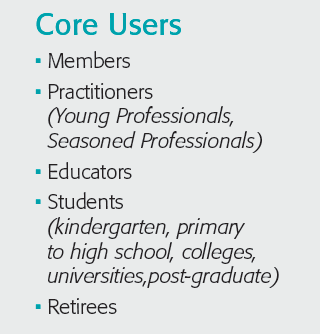 Core Users
▪ Members
▪ Practitioners
(Young Professionals,
Seasoned Professionals)
▪ Educators
▪ Students
(kindergarten, primary
to high school, colleges,
universities,post-graduate)
▪ Retirees